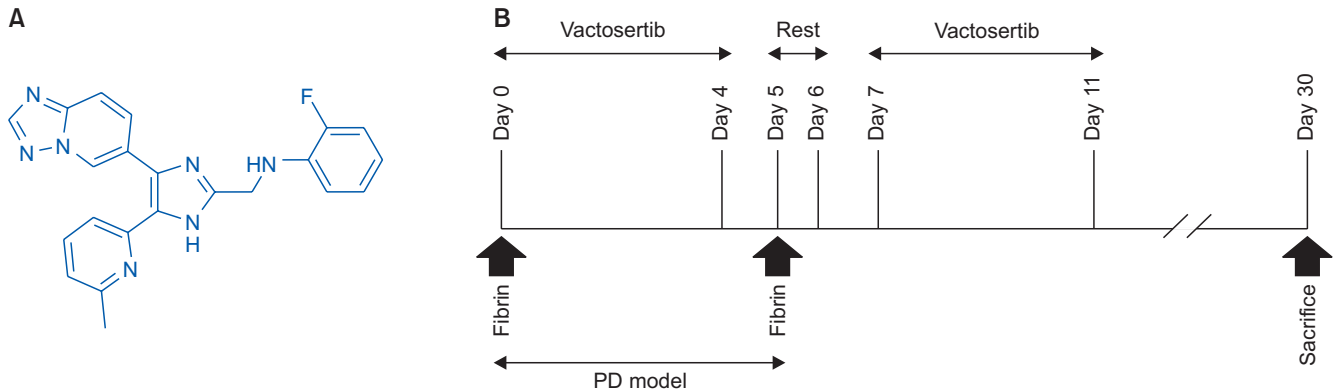 A
N
N
N
N
N
H
HN
F
N
B
Vactosertib
Rest
Vactosertib
Day 0
Day 4
Day 5
Day 6
Day 7
Day 11
Day 30
Fibrin
Fibrin
Sacrifice
PD model